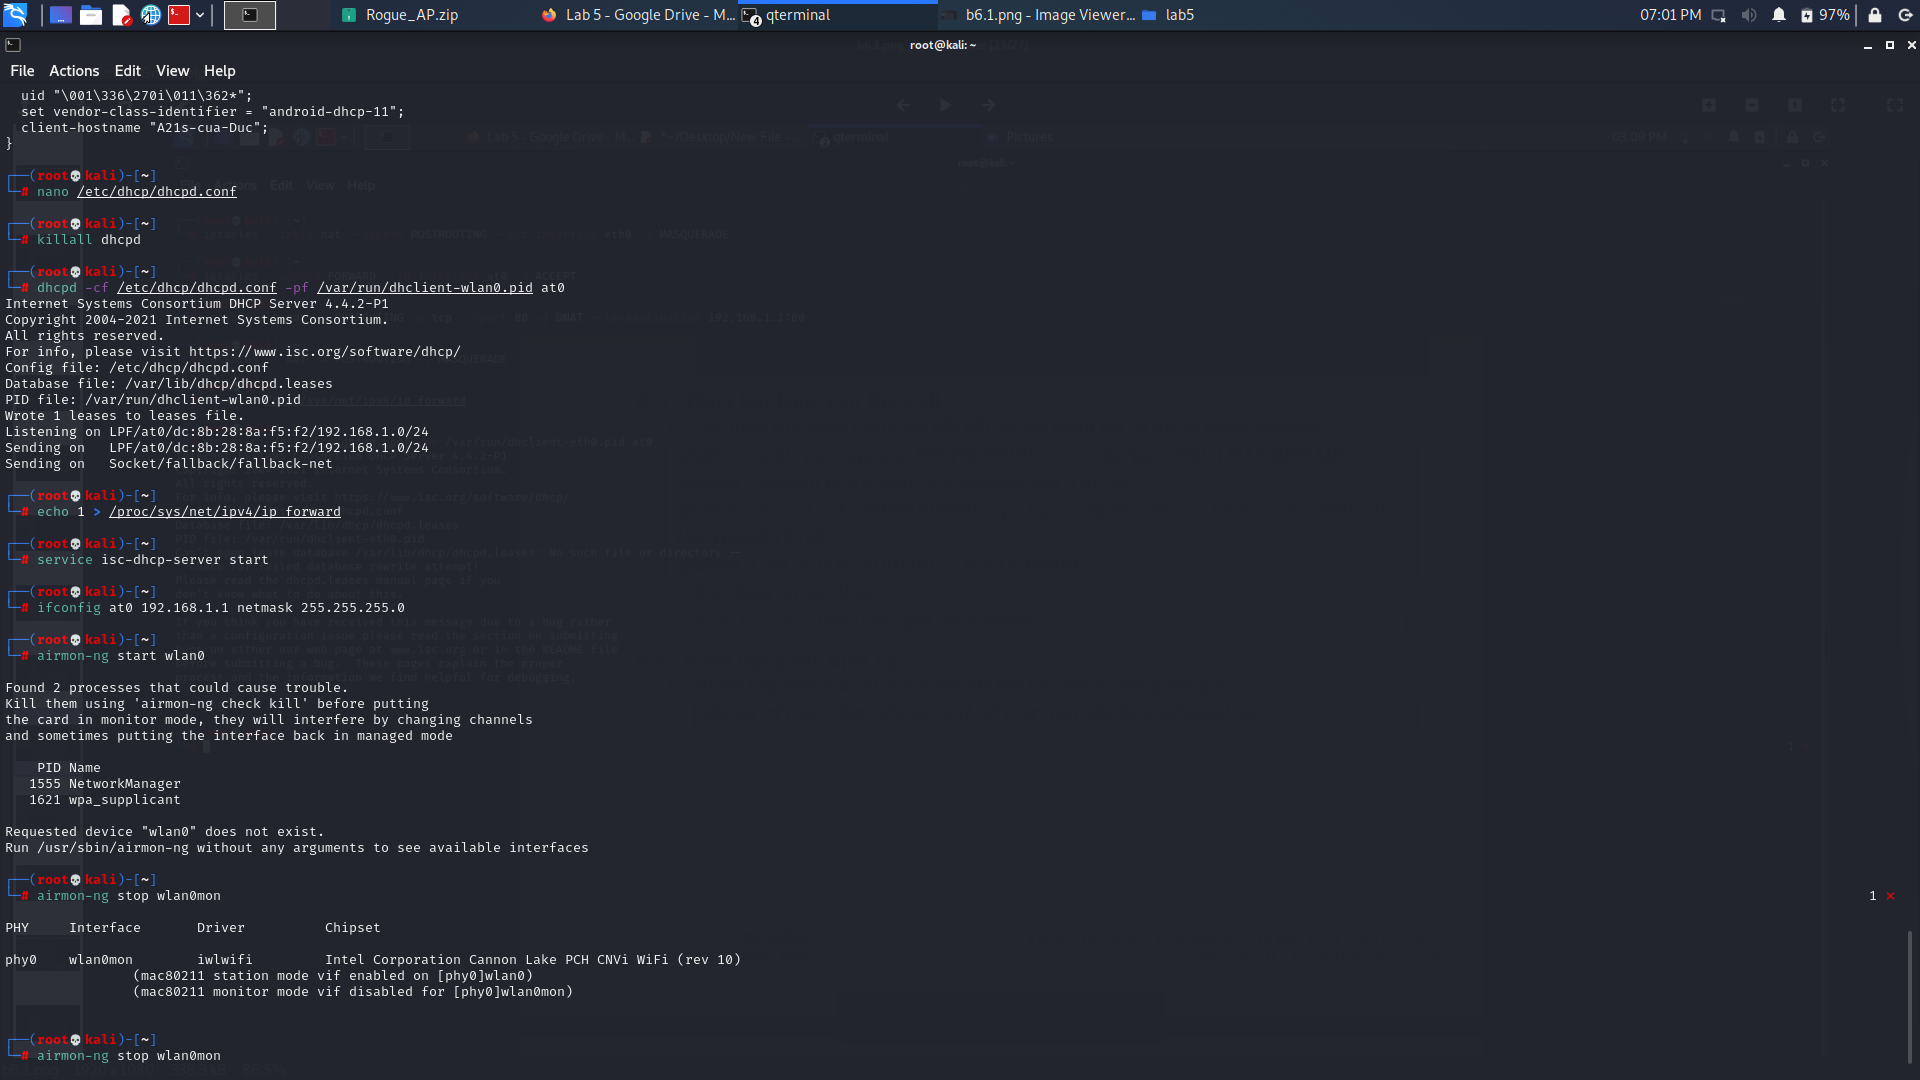 Rogue_AP.zip
Lab 5 - Google Drive - M...
4
qterminal
b6.1.png - Image Viewer...
lab5
07:01 PM
97%
root@kali: ~
File Actions Edit View Help
uid "\001\336\270i\011\362*";
set vendor-class-identifier = "android-dhcp-11";
client-hostname "A21s-cua-Duc";
}
(root💀kali)-[~]
# nano /etc/dhcp/dhcpd.conf
(root💀kali)-[~]
# killall dhcpd
(root💀kali)-[~]
# dhcpd -cf /etc/dhcp/dhcpd.conf -pf /var/run/dhclient-wlan0.pid at0
Internet Systems Consortium DHCP Server 4.4.2-P1
Copyright 2004-2021 Internet Systems Consortium.
All rights reserved.
For info, please visit https://www.isc.org/software/dhcp/
Config file: /etc/dhcp/dhcpd.conf
Database file: /var/lib/dhcp/dhcpd.leases
PID file: /var/run/dhclient-wlan0.pid
Wrote 1 leases to leases file.
Listening on LPF/at0/dc:8b:28:8a:f5:f2/192.168.1.0/24
Sending on   LPF/at0/dc:8b:28:8a:f5:f2/192.168.1.0/24
Sending on   Socket/fallback/fallback-net
(root💀kali)-[~]
# echo 1 > /proc/sys/net/ipv4/ip_forward
(root💀kali)-[~]
# service isc-dhcp-server start
(root💀kali)-[~]
# ifconfig at0 192.168.1.1 netmask 255.255.255.0
(root💀kali)-[~]
# airmon-ng start wlan0
Found 2 processes that could cause trouble.
Kill them using 'airmon-ng check kill' before putting
the card in monitor mode, they will interfere by changing channels
and sometimes putting the interface back in managed mode
PID Name
1555 NetworkManager
1621 wpa_supplicant
Requested device "wlan0" does not exist.
Run /usr/sbin/airmon-ng without any arguments to see available interfaces
(root💀kali)-[~]
# airmon-ng stop wlan0mon 1 ×
PHY Interface Driver Chipset
phy0 wlan0mon iwlwifi Intel Corporation Cannon Lake PCH CNVi WiFi (rev 10)
(mac80211 station mode vif enabled on [phy0]wlan0)
(mac80211 monitor mode vif disabled for [phy0]wlan0mon)
(root💀kali)-[~]
# airmon-ng stop wlan0mon